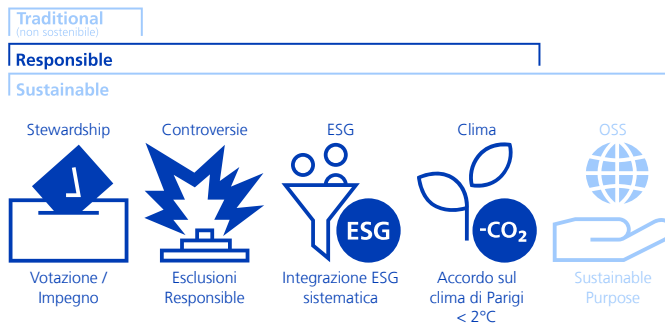 Traditional
(non sostenibile)
Responsible
Sustainable
Stewardship
Controversie
ESG
Clima
OSS
ESG
-CO₂
Votazione /
Impegno
Esclusioni
Responsible
Integrazione ESG
sistematica
Accordo sul
clima di Parigi
< 2°C
Sustainable
Purpose